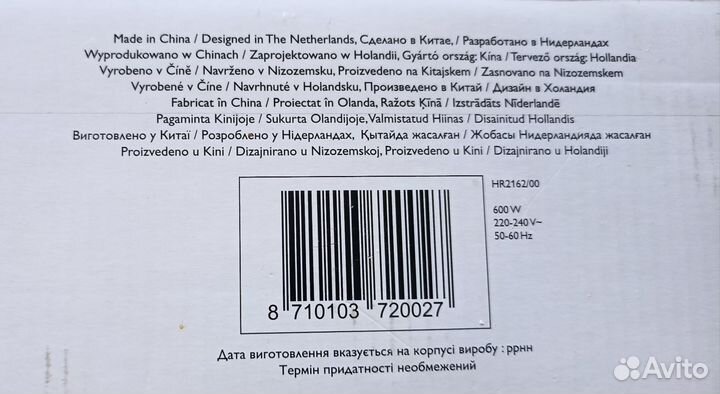 Made in China / Designed in The Netherlands, Сделано в Китае, / Разработано в Нидерландах
Wyprodukowano w Chinach / Zaprojektowano w Holandii, Gyártó ország: Kína / Tervező ország: Hollandia
Vyrobeno v Číně / Navrženo v Nizozemsku, Proizvedeno na Kitajskem / Zasnovano na Nizozemskem
Vyrobené v Číne / Navrhnuté v Holandsku, Произведено в Китай / Дизайн в Холандия
Fabricat în China / Proiectat în Olanda, Ražots Ķīnā / Izstrādāts Nīderlandē
Pagaminta Kinijoje / Sukurta Olandijoje, Valmistatud Hiinas / Disainitud Hollandis
Виготовлено у Китаї / Розроблено у Нідерландах, Қытайда жасалған / Жобасы Нидерландияда жасалған
Proizvedeno u Kini / Dizajnirano u Nizozemskoj, Proizvedeno u Kini / Dizajnirano u Holandiji
HR2162/00
600 W
220-240 V~
50-60 Hz
8 710103 720027
Дата виготовлення вказується на корпусі виробу : ррнн
Термін придатності необмежений
Avito